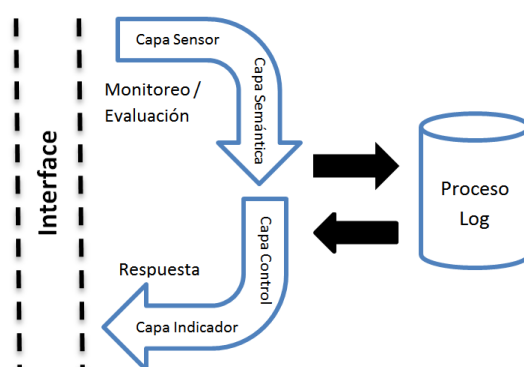 Capa Sensor
Monitoreo /
Evaluación
Capa Semántica
Interface
Proceso
Log
Capa Control
Respuesta
Capa Indicador